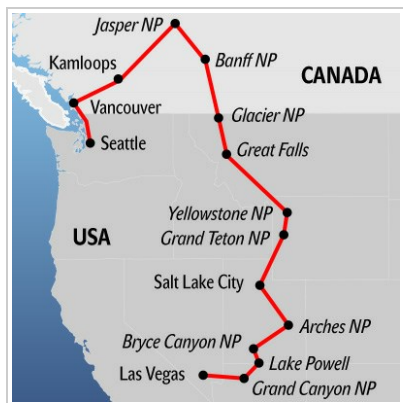 Jasper NP
Kamloops
Banff NP
CANADA
Vancouver
Glacier NP
Seattle
Great Falls
Yellowstone NP
USA
Grand Teton NP
Salt Lake City
Arches NP
Bryce Canyon NP
Lake Powell
Las Vegas
Grand Canyon NP